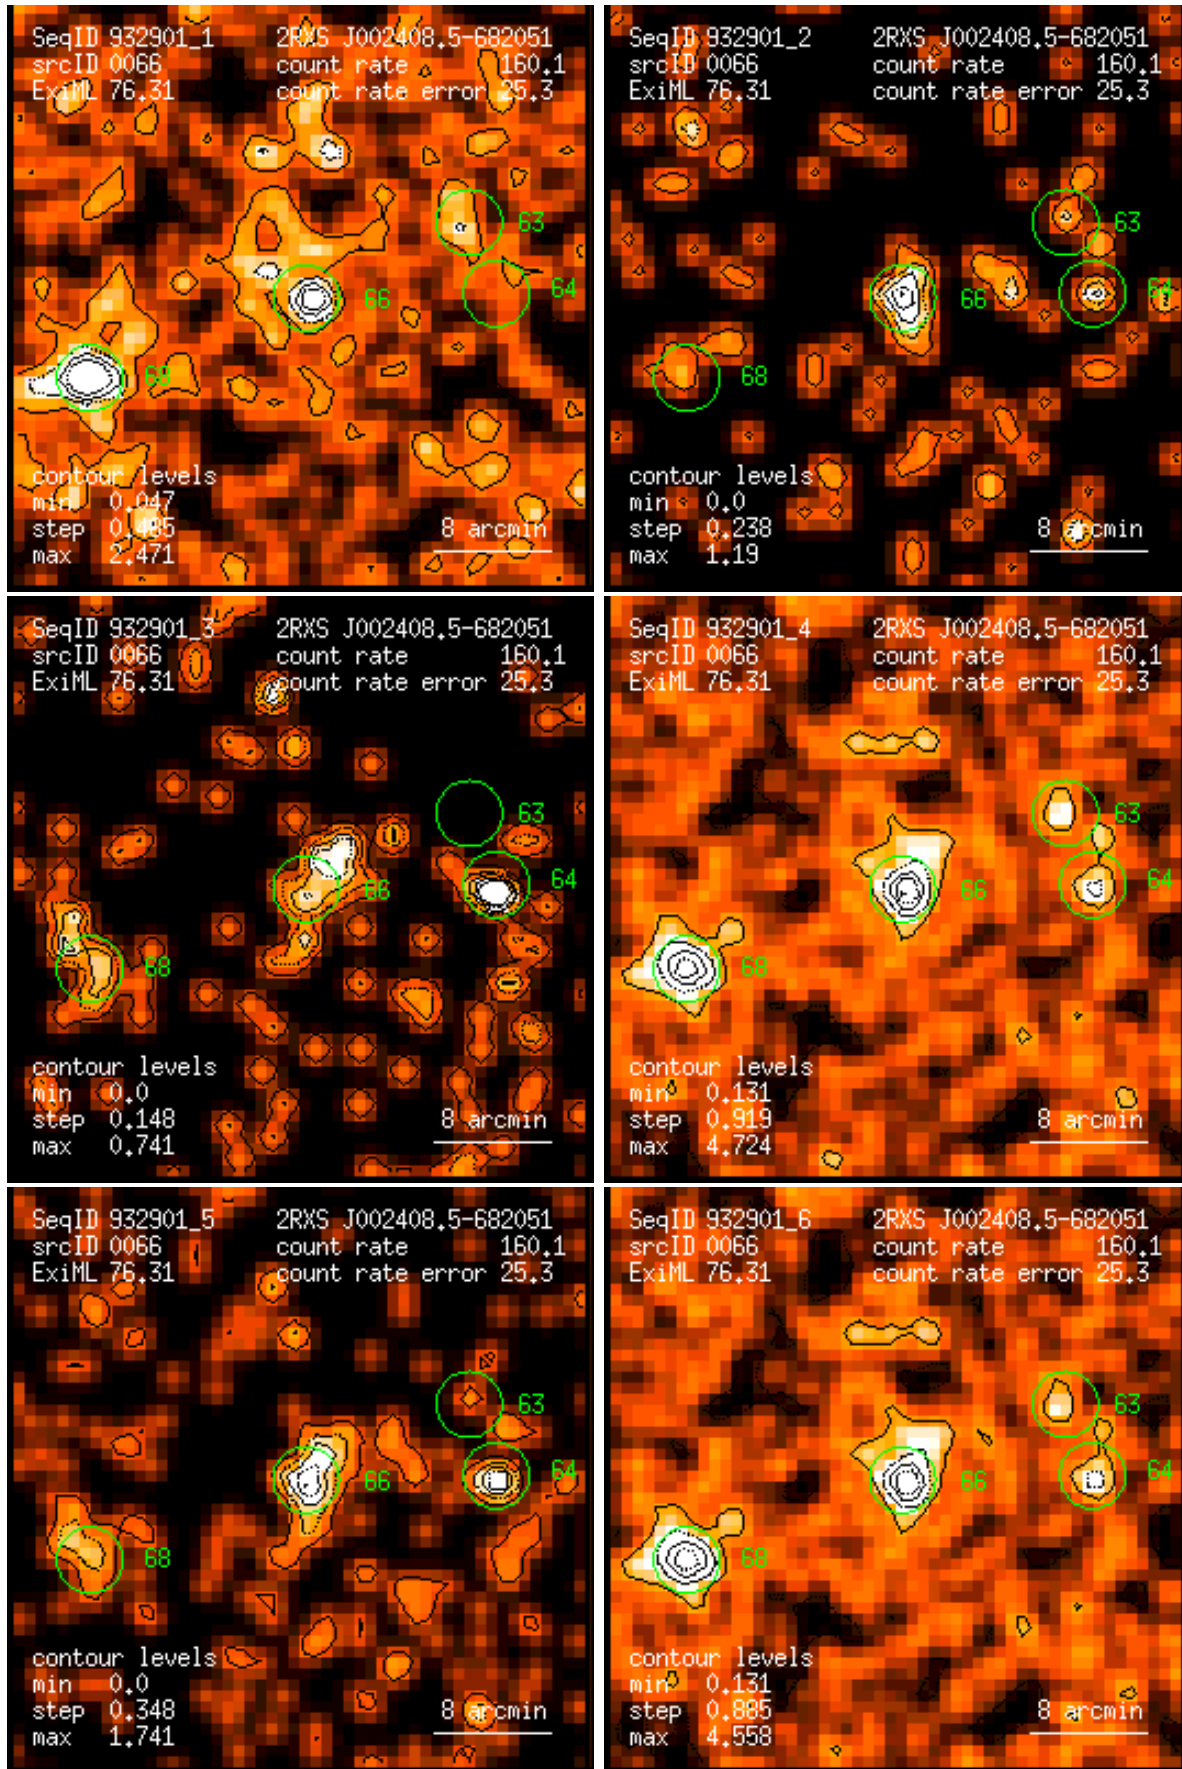 SeqID 932901_1 2RXS J002408.5-682051
srcID 0066 count rate 160.1
ExiML 76.31 count rate error 25.3
63
64
66
68
contour levels
min 0.047
step 0.485
max 2.471
8 arcmin
SeqID 932901_2 2RXS J002408.5-682051
srcID 0066 count rate 160.1
ExiML 76.31 count rate error 25.3
63
64
66
68
contour levels
min 0.0
step 0.238
max 1.19
8 arcmin
SeqID 932901_3 2RXS J002408.5-682051
srcID 0066 count rate 160.1
ExiML 76.31 count rate error 25.3
63
64
66
68
contour levels
min 0.0
step 0.148
max 0.741
8 arcmin
SeqID 932901_4 2RXS J002408.5-682051
srcID 0066 count rate 160.1
ExiML 76.31 count rate error 25.3
63
64
66
68
contour levels
min 0.131
step 0.919
max 4.724
8 arcmin
SeqID 932901_5 2RXS J002408.5-682051
srcID 0066 count rate 160.1
ExiML 76.31 count rate error 25.3
63
64
66
68
contour levels
min 0.0
step 0.348
max 1.741
8 arcmin
SeqID 932901_6 2RXS J002408.5-682051
srcID 0066 count rate 160.1
ExiML 76.31 count rate error 25.3
63
64
66
68
contour levels
min 0.131
step 0.885
max 4.558
8 arcmin